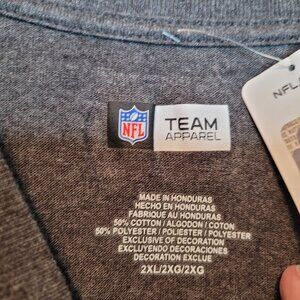 NFL
TEAM
APPAREL
NFL
MADE IN HONDURAS
HECHO EN HONDURAS
FABRIQUE AU HONDURAS
50% COTTON / ALGODON / COTON
50% POLYESTER / POLIESTER / POLYESTER
EXCLUSIVE OF DECORATION
EXCLUYENDO DECORACIONES
DECORATION EXCLUE
2XL/2XG/2XG